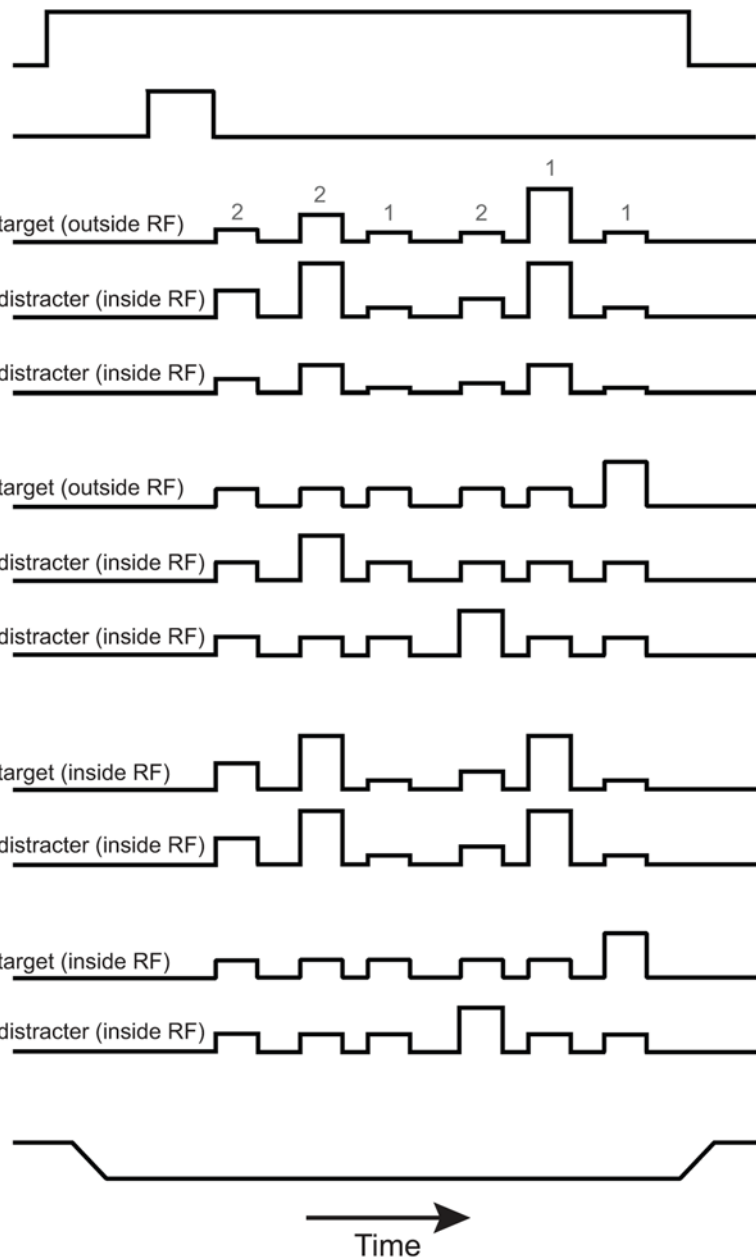 1
2
2
1
2
1
target (outside RF)
distracter (inside RF)
distracter (inside RF)
target (outside RF)
distracter (inside RF)
distracter (inside RF)
target (inside RF)
distracter (inside RF)
target (inside RF)
distracter (inside RF)
Time